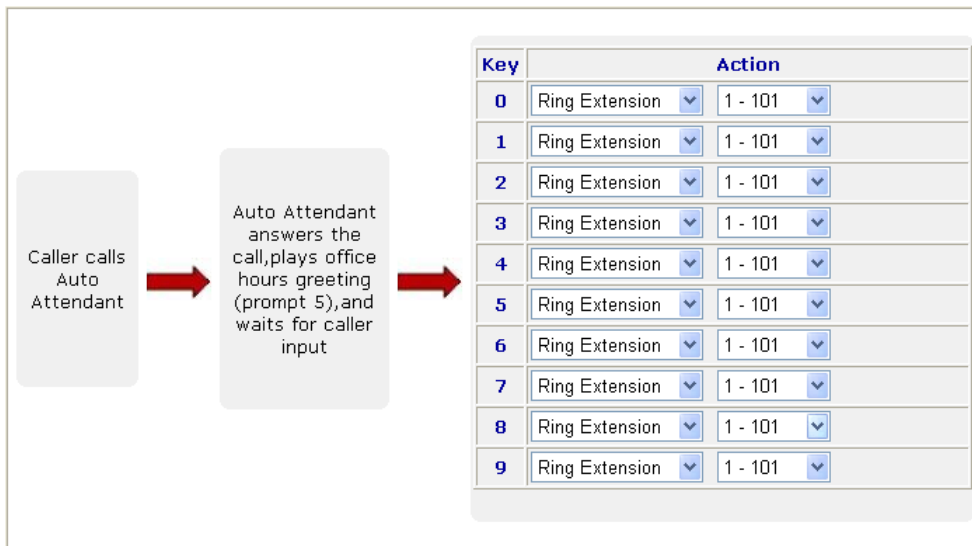 Caller calls
Auto
Attendant
Auto Attendant
answers the
call,plays office
hours greeting
(prompt 5),and
waits for caller
input
Key Action
0 Ring Extension 1 - 101
1 Ring Extension 1 - 101
2 Ring Extension 1 - 101
3 Ring Extension 1 - 101
4 Ring Extension 1 - 101
5 Ring Extension 1 - 101
6 Ring Extension 1 - 101
7 Ring Extension 1 - 101
8 Ring Extension 1 - 101
9 Ring Extension 1 - 101